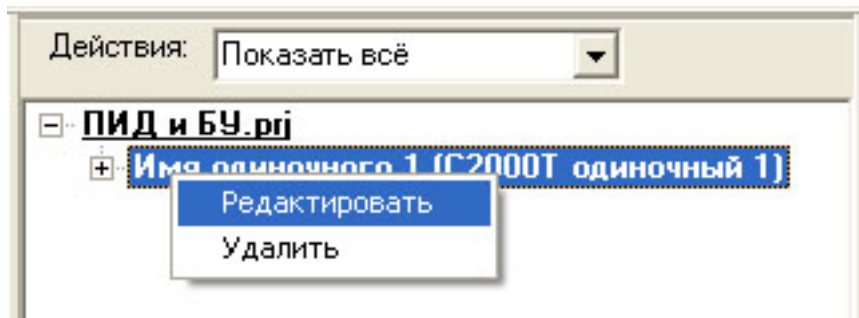 Действия: Показать всё
ПИД и БУ.prj
Имя одиночного 1 (С2000Т одиночный 1)
Редактировать
Удалить